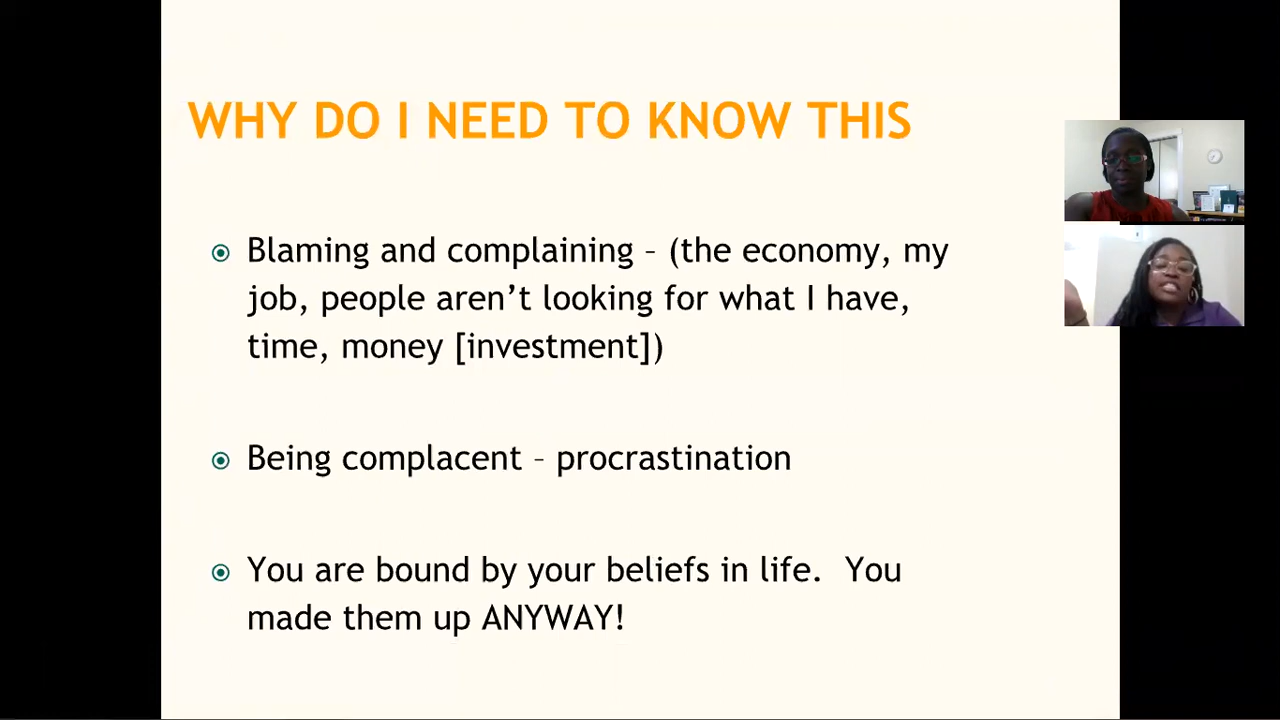 WHY DO I NEED TO KNOW THIS
Blaming and complaining – (the economy, my
job, people aren’t looking for what I have,
time, money [investment])
Being complacent – procrastination
You are bound by your beliefs in life.  You
made them up ANYWAY!